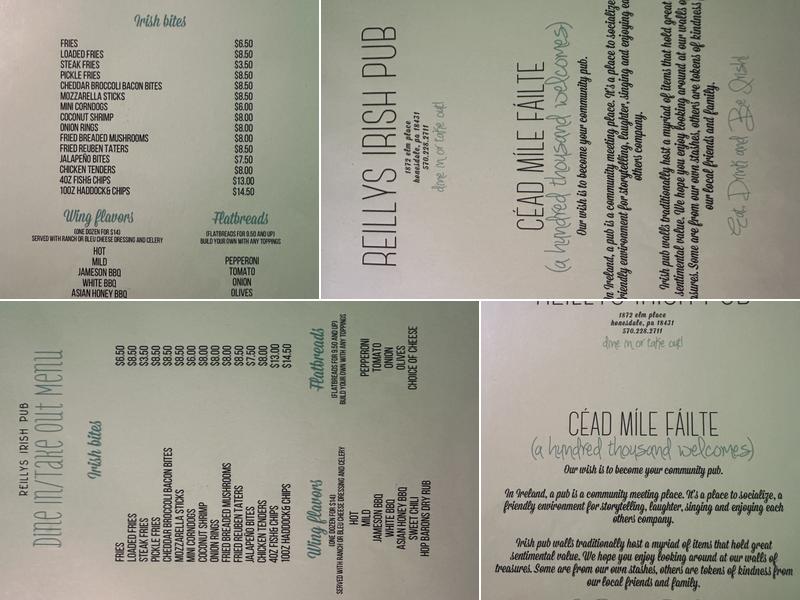 Irish bites
FRIES $6.50
LOADED FRIES $8.50
STEAK FRIES $3.50
PICKLE FRIES $8.50
CHEDDAR BROCCOLI BACON BITES $8.50
MOZZARELLA STICKS $8.50
MINI CORNDOGS $6.00
COCONUT SHRIMP $8.00
ONION RINGS $8.00
FRIED BREADED MUSHROOMS $8.00
FRIED REUBEN TATERS $8.50
JALAPEÑO BITES $7.50
CHICKEN TENDERS $8.00
4OZ FISH& CHIPS $13.00
10OZ HADDOCK& CHIPS $14.50
Wing flavors
(ONE DOZEN FOR $14)
SERVED WITH RANCH OR BLEU CHEESE DRESSING AND CELERY
HOT
MILD
JAMESON BBQ
WHITE BBQ
ASIAN HONEY BBQ
Flatbreads
(FLATBREADS FOR 9.50 AND UP)
BUILD YOUR OWN WITH ANY TOPPINGS
PEPPERONI
TOMATO
ONION
OLIVES
REILLYS IRISH PUB
1872 elm place
honesdale, pa 18431
570.228.2711
dine in or take out!
CÉAD MÍLE FÁILTE
(a hundred thousand welcomes)
Our wish is to become your community pub.
In Ireland, a pub is a community meeting place. It's a place to socialize
friendly environment for storytelling, laughter, singing and enjoying ea
others company.
Irish pub walls traditionally host a myriad of items that hold great
sentimental value. We hope you enjoy looking around at our walls o
asures. Some are from our own stashes, others are tokens of kindness
our local friends and family.
Eat, Drink and Be Irish!
REILLYS IRISH PUB
Dine In/Take Out Menu
Irish bites
FRIES $6.50
LOADED FRIES $8.50
STEAK FRIES $3.50
PICKLE FRIES $8.50
CHEDDAR BROCCOLI BACON BITES $8.50
MOZZARELLA STICKS $8.50
MINI CORNDOGS $6.00
COCONUT SHRIMP $8.00
ONION RINGS $8.00
FRIED BREADED MUSHROOMS $8.00
FRIED REUBEN TATERS $8.50
JALAPEÑO BITES $7.50
CHICKEN TENDERS $8.00
4OZ FISH& CHIPS $13.00
10OZ HADDOCK& CHIPS $14.50
Wing flavors
(ONE DOZEN FOR $14)
SERVED WITH RANCH OR BLEU CHEESE DRESSING AND CELERY
HOT
MILD
JAMESON BBQ
WHITE BBQ
ASIAN HONEY BBQ
SWEET CHILI
HOP BARONS DRY RUB
Flatbreads
(FLATBREADS FOR 9.50 AND UP)
BUILD YOUR OWN WITH ANY TOPPINGS
PEPPERONI
TOMATO
ONION
OLIVES
CHOICE OF CHEESE
REILLYS IRISH PUB
1872 elm place
honesdale, pa 18431
570.228.2711
dine in or take out!
CÉAD MÍLE FÁILTE
(a hundred thousand welcomes)
Our wish is to become your community pub.
In Ireland, a pub is a community meeting place. It's a place to socialize, a
friendly environment for storytelling, laughter, singing and enjoying each
others company.
Irish pub walls traditionally host a myriad of items that hold great
sentimental value. We hope you enjoy looking around at our walls of
treasures. Some are from our own stashes, others are tokens of kindness from
our local friends and family.